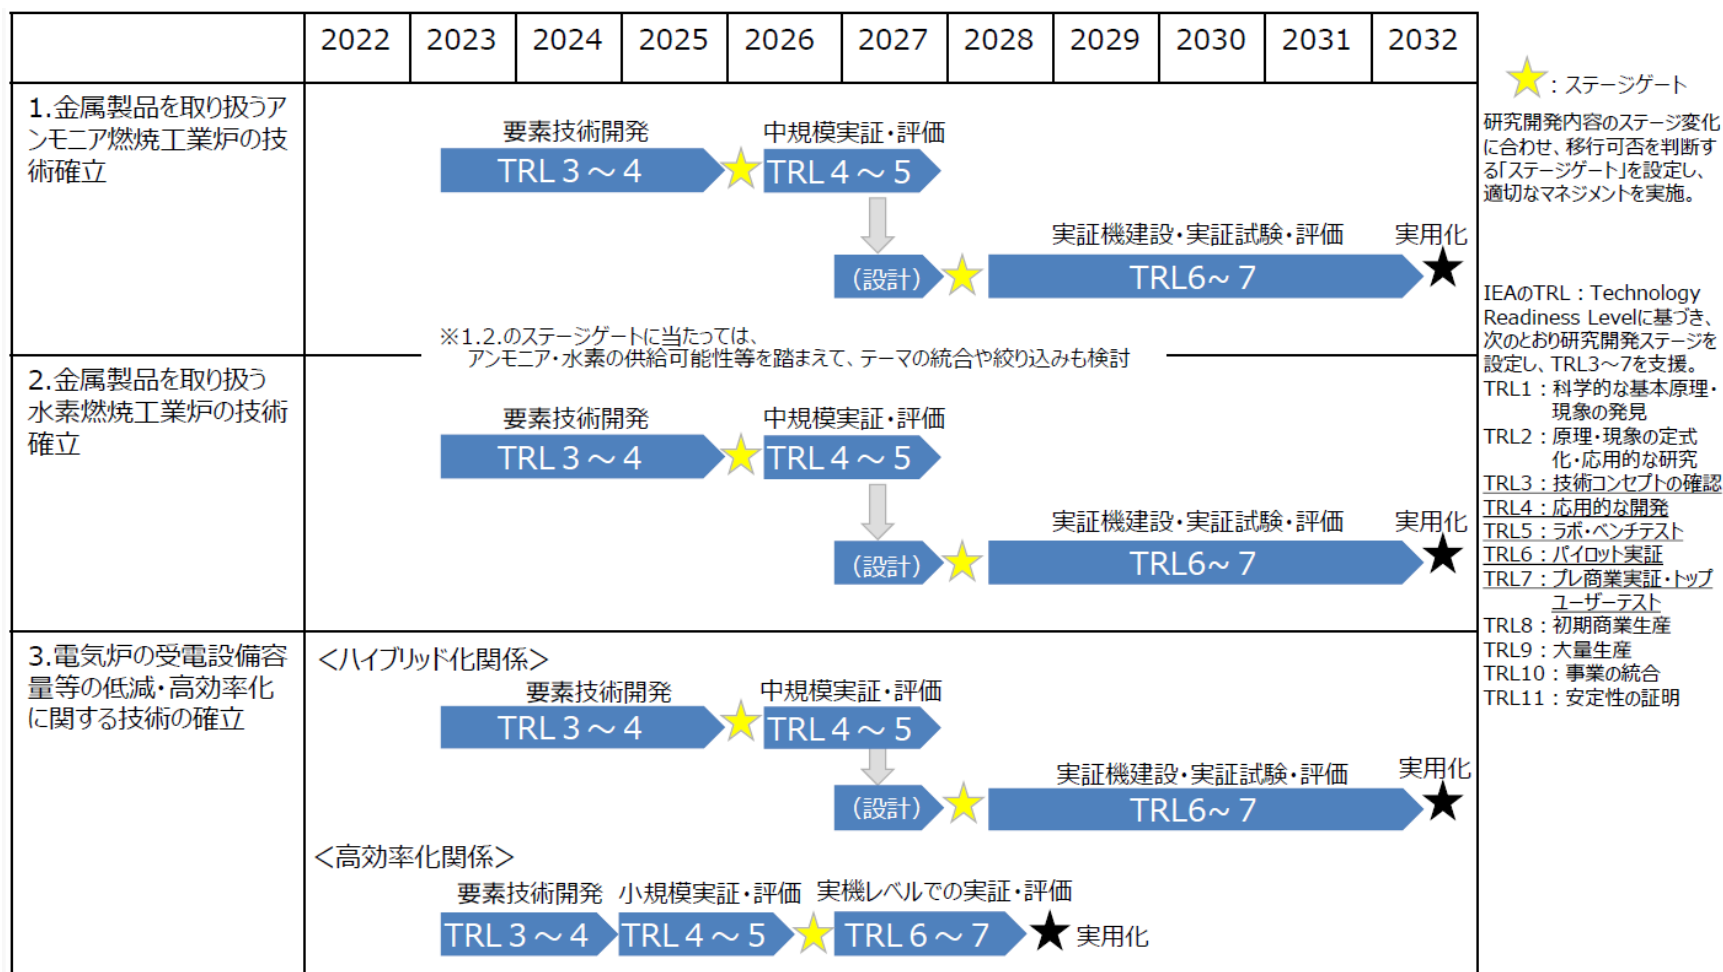 2022 2023 2024 2025 2026 2027 2028 2029 2030 2031 2032
1.金属製品を取り扱うア
ンモニア燃焼工業炉の技
術確立
要素技術開発
TRL 3 ～ 4
中規模実証・評価
TRL 4 ～ 5
(設計)
実証機建設・実証試験・評価
TRL6～ 7
実用化
※1.2.のステージゲートに当たっては、
アンモニア・水素の供給可能性等を踏まえて、テーマの統合や絞り込みも検討
2.金属製品を取り扱う
水素燃焼工業炉の技術
確立
要素技術開発
TRL 3 ～ 4
中規模実証・評価
TRL 4 ～ 5
(設計)
実証機建設・実証試験・評価
TRL6～ 7
実用化
3.電気炉の受電設備容
量等の低減・高効率化
に関する技術の確立
＜ハイブリッド化関係＞
要素技術開発
TRL 3 ～ 4
中規模実証・評価
TRL 4 ～ 5
(設計)
実証機建設・実証試験・評価
TRL6～ 7
実用化
＜高効率化関係＞
要素技術開発
TRL 3 ～ 4
小規模実証・評価
TRL 4 ～ 5
実機レベルでの実証・評価
TRL 6 ～ 7
実用化
：ステージゲート
研究開発内容のステージ変化
に合わせ、移行可否を判断す
る「ステージゲート」を設定し、
適切なマネジメントを実施。
IEAのTRL：Technology
Readiness Levelに基づき、
次のとおり研究開発ステージを
設定し、TRL3～7を支援。
TRL1：科学的な基本原理・
現象の発見
TRL2：原理・現象の定式
化・応用的な研究
TRL3：技術コンセプトの確認
TRL4：応用的な開発
TRL5：ラボ・ベンチテスト
TRL6：パイロット実証
TRL7：プレ商業実証・トップ
ユーザーテスト
TRL8：初期商業生産
TRL9：大量生産
TRL10：事業の統合
TRL11：安定性の証明